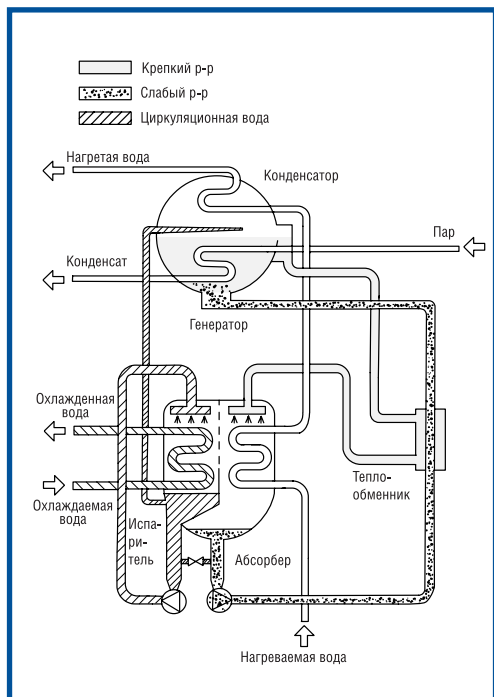 Крепкий р-р
Слабый р-р
Циркуляционная вода
Нагретая вода
Конденсатор
Пар
Конденсат
Генератор
Охлажденная
вода
Охлаждаемая
вода
Тепло-
обменник
Испа-
ри-
тель
Абсорбер
Нагреваемая вода